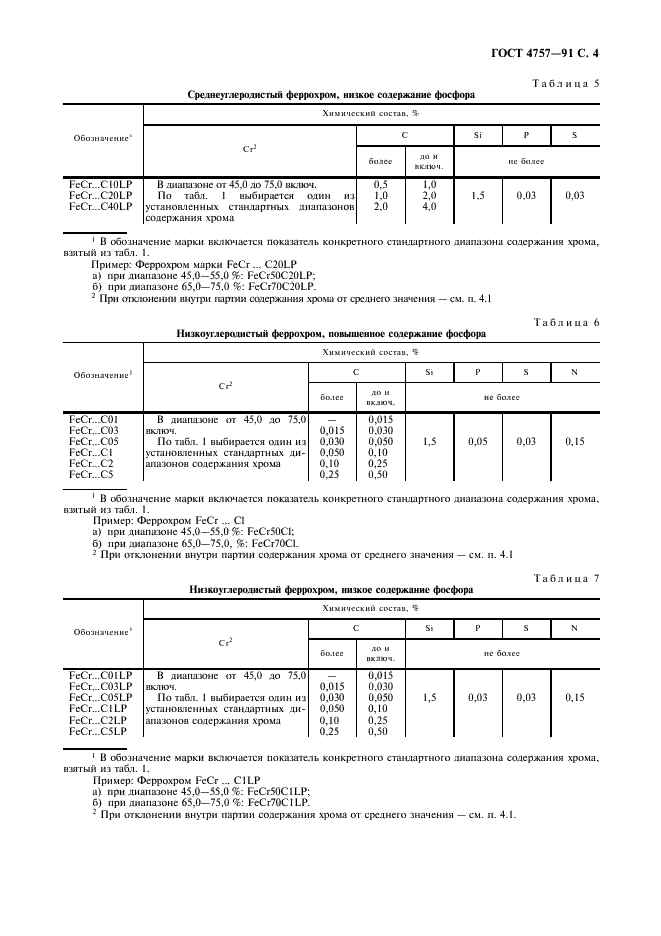 ГОСТ 4757—91 С. 4
Таблица 5
Среднеуглеродистый феррохром, низкое содержание фосфора
Обозначение¹
Химический состав, %
Cr²
C
Si
P
S
более
до и
включ.
не более
FeCr...C10LP
FeCr...C20LP
FeCr...C40LP
В диапазоне от 45,0 до 75,0 включ.
По табл. 1 выбирается один из
установленных стандартных диапазонов
содержания хрома
0,5
1,0
2,0
1,0
2,0
4,0
1,5
0,03
0,03
¹ В обозначение марки включается показатель конкретного стандартного диапазона содержания хрома,
взятый из табл. 1.
Пример: Феррохром марки FeCr ... C20LP
а) при диапазоне 45,0—55,0 %: FeCr50C20LP;
б) при диапазоне 65,0—75,0 %: FeCr70C20LP.
² При отклонении внутри партии содержания хрома от среднего значения — см. п. 4.1
Таблица 6
Низкоуглеродистый феррохром, повышенное содержание фосфора
Обозначение¹
Химический состав, %
Cr²
C
Si
P
S
N
более
до и
включ.
не более
FeCr...C01
FeCr...C03
FeCr...C05
FeCr...C1
FeCr...C2
FeCr...C5
В диапазоне от 45,0 до 75,0
включ.
По табл. 1 выбирается один из
установленных стандартных ди-
апазонов содержания хрома
—
0,015
0,030
0,050
0,10
0,25
0,015
0,030
0,050
0,10
0,25
0,50
1,5
0,05
0,03
0,15
¹ В обозначение марки включается показатель конкретного стандартного диапазона содержания хрома,
взятый из табл. 1.
Пример: Феррохром FeCr ... Cl
а) при диапазоне 45,0—55,0 %: FeCr50Cl;
б) при диапазоне 65,0—75,0, %: FeCr70Cl.
² При отклонении внутри партии содержания хрома от среднего значения — см. п. 4.1
Таблица 7
Низкоуглеродистый феррохром, низкое содержание фосфора
Обозначение¹
Химический состав, %
Cr²
C
Si
P
S
N
более
до и
включ.
не более
FeCr...C01LP
FeCr...C03LP
FeCr...C05LP
FeCr...C1LP
FeCr...C2LP
FeCr...C5LP
В диапазоне от 45,0 до 75,0
включ.
По табл. 1 выбирается один из
установленных стандартных ди-
апазонов содержания хрома
—
0,015
0,030
0,050
0,10
0,25
0,015
0,030
0,050
0,10
0,25
0,50
1,5
0,03
0,03
0,15
¹ В обозначение марки включается показатель конкретного стандартного диапазона содержания хрома,
взятый из табл. 1.
Пример: Феррохром FeCr ... C1LP
а) при диапазоне 45,0—55,0 %: FeCr50C1LP;
б) при диапазоне 65,0—75,0 %: FeCr70C1LP.
² При отклонении внутри партии содержания хрома от среднего значения — см. п. 4.1.